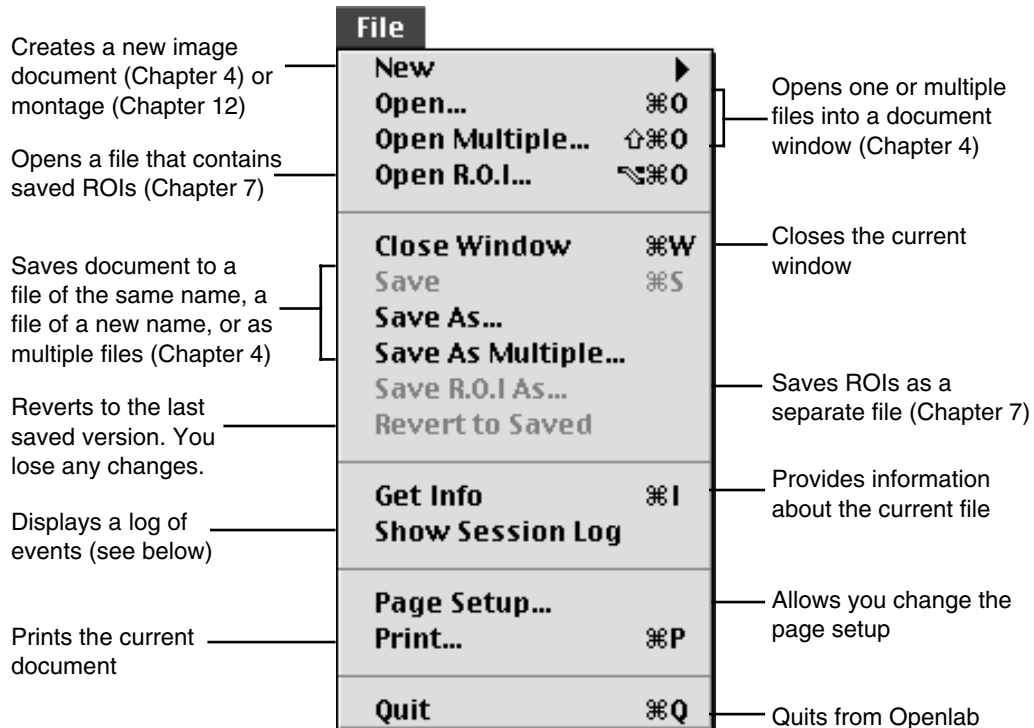 File
Creates a new image
document (Chapter 4) or
montage (Chapter 12)
Opens a file that contains
saved ROIs (Chapter 7)
Saves document to a
file of the same name, a
file of a new name, or as
multiple files (Chapter 4)
Reverts to the last
saved version. You
lose any changes.
Displays a log of
events (see below)
Prints the current
document
New ▶
Open... ⌘O
Open Multiple... ⇧⌘O
Open R.O.I... ⌥⌘O
Close Window ⌘W
Save ⌘S
Save As...
Save As Multiple...
Save R.O.I As...
Revert to Saved
Get Info ⌘I
Show Session Log
Page Setup...
Print... ⌘P
Quit ⌘Q
Opens one or multiple
files into a document
window (Chapter 4)
Closes the current
window
Saves ROIs as a
separate file (Chapter 7)
Provides information
about the current file
Allows you change the
page setup
Quits from Openlab